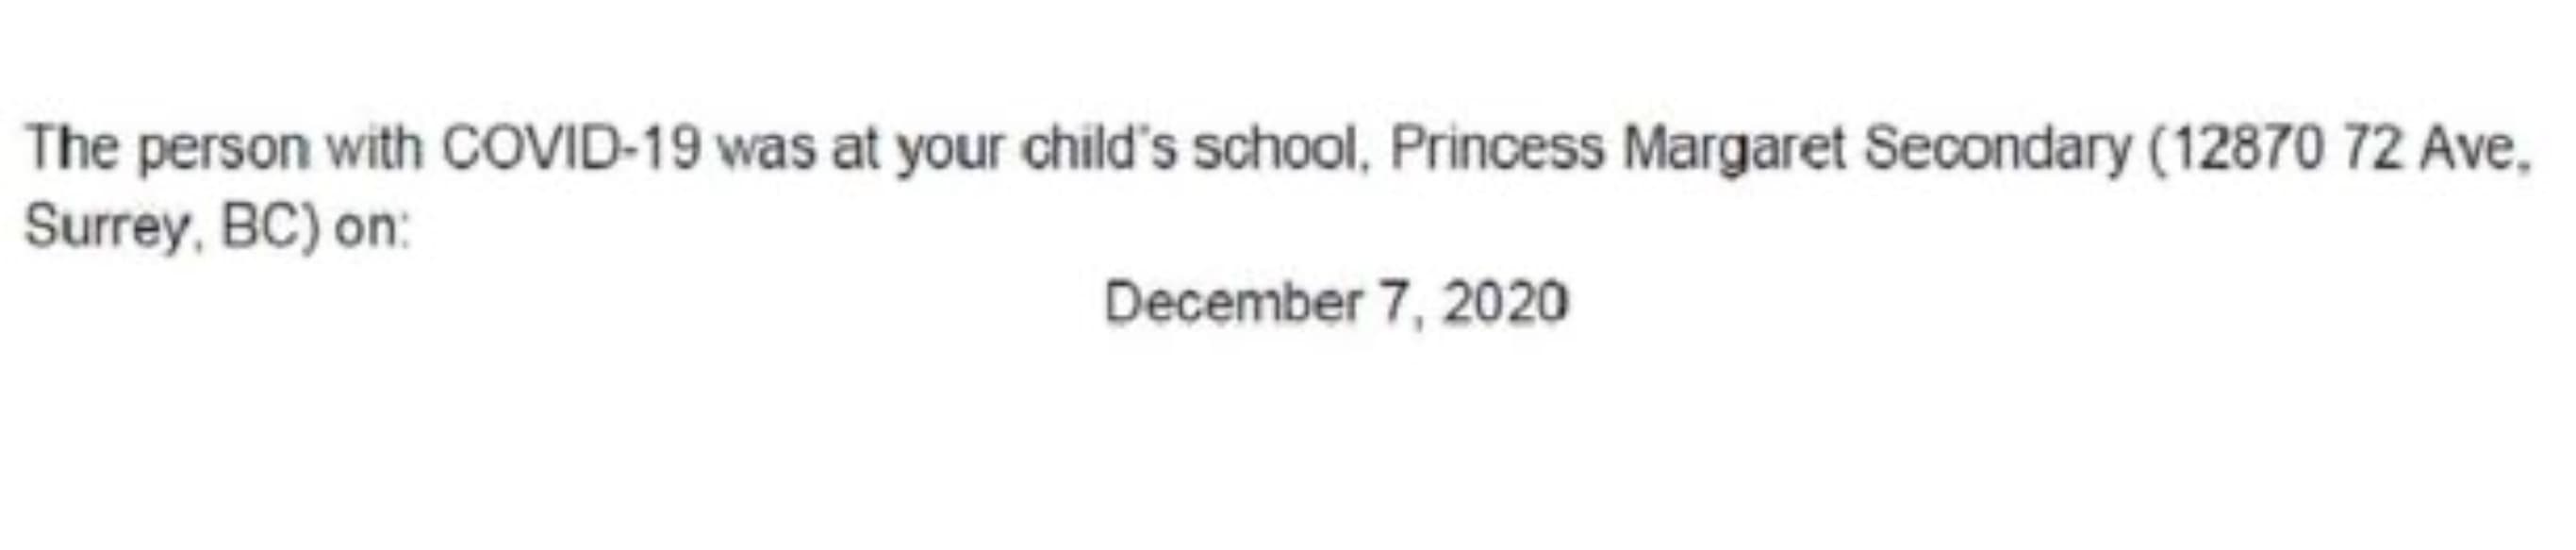 The person with COVID-19 was at your child's school, Princess Margaret Secondary (12870 72 Ave,
Surrey, BC) on:
December 7, 2020